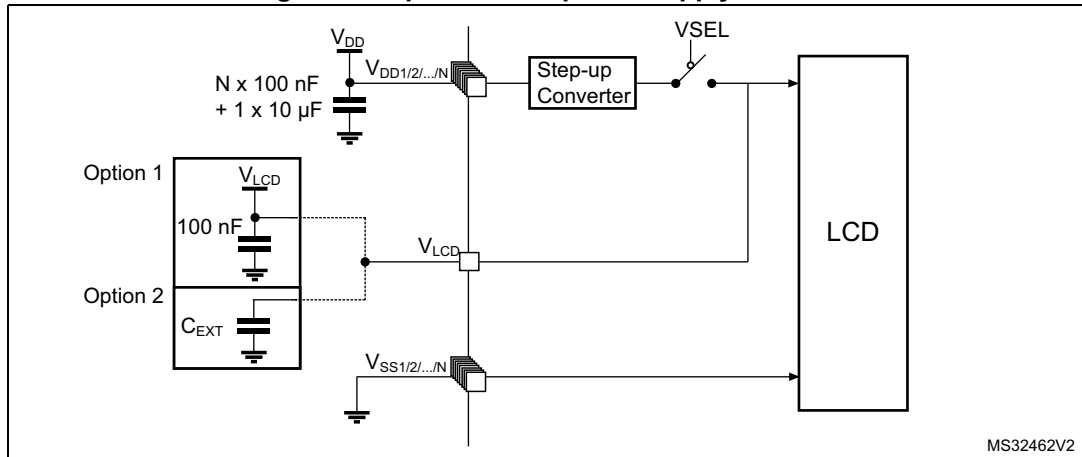 VSEL
VDD
VDD1/2/.../N
Step-up
Converter
N x 100 nF
+ 1 x 10 µF
Option 1
VLCD
100 nF
VLCD
LCD
Option 2
CEXT
VSS1/2/.../N
MS32462V2